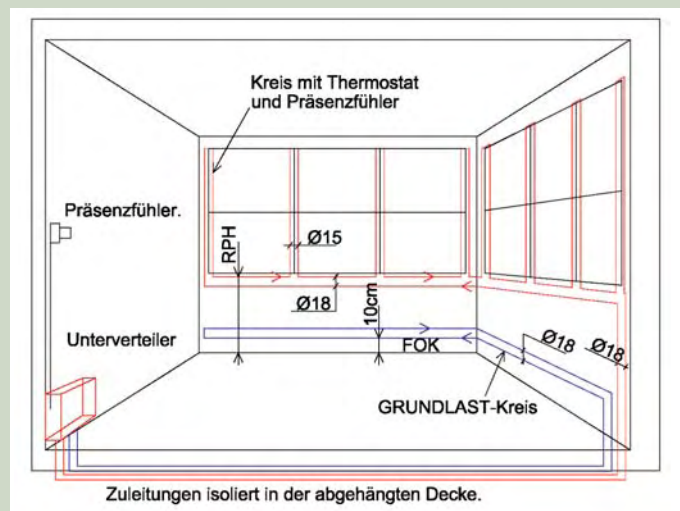 Kreis mit Thermostat
und Präsenzfühler
Präsenzfühler.
RPH
Ø15
Ø18
10cm
Unterverteiler
FOK
Ø18
Ø18
GRUNDLAST-Kreis
Zuleitungen isoliert in der abgehängten Decke.